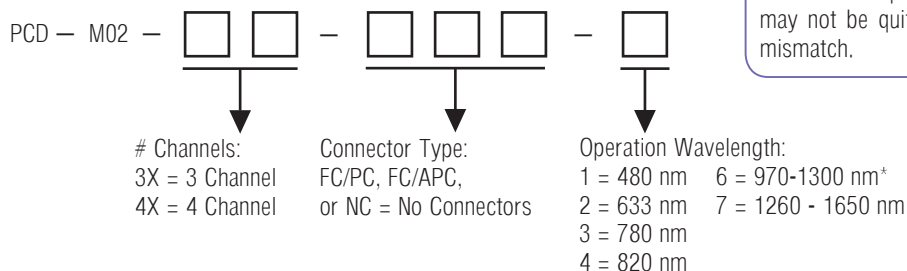 may not be quit
mismatch.
PCD – M02 –
–
–
# Channels:
3X = 3 Channel
4X = 4 Channel
Connector Type:
FC/PC, FC/APC,
or NC = No Connectors
Operation Wavelength:
1 = 480 nm 6 = 970-1300 nm*
2 = 633 nm 7 = 1260 - 1650 nm
3 = 780 nm
4 = 820 nm